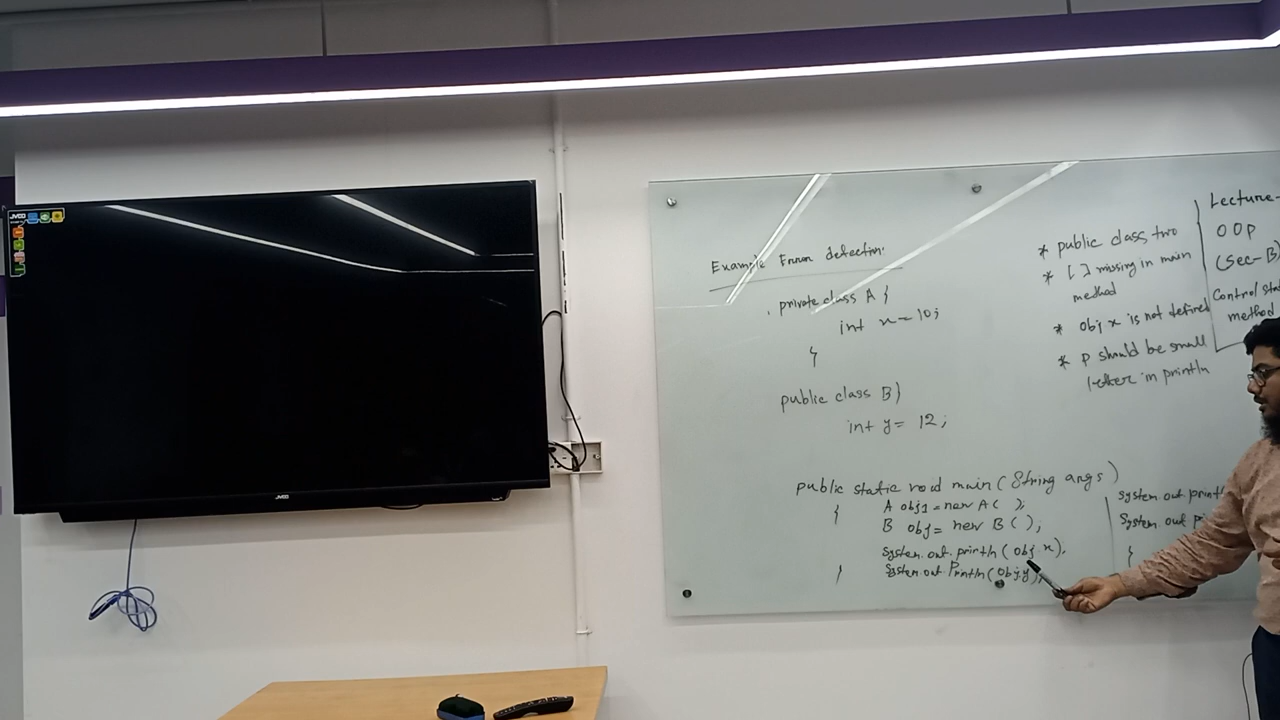 JVCO
JVCO
Example Error detection:
private class A {
int x = 10;
}
public class B }
int y = 12;
public static void main ( String args )
{
A obj1 = new A ( );
B obj = new B ( );
System.out.println ( obj.x);
System.out.Println ( obj.y);
}
* public class two
* [ ] missing in main
method
* obj x is not defined
* P should be small
letter in println
Lecture-
OOP
(Sec-B)
Control
method
System out
System out
{